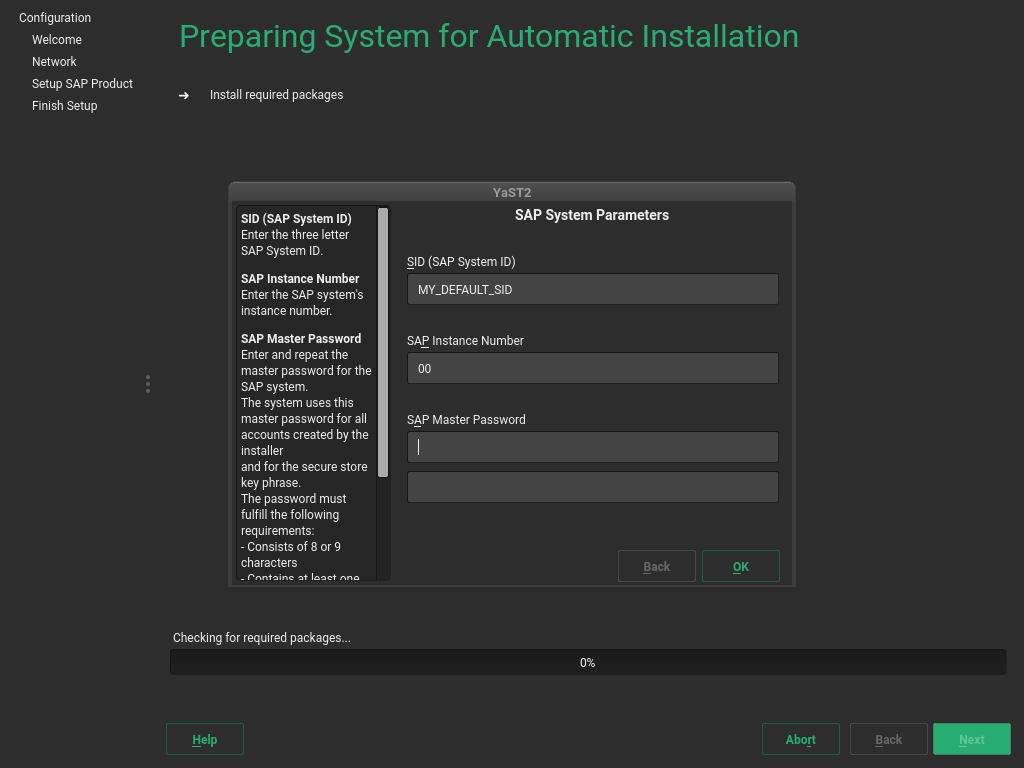 Configuration
Welcome
Network
Setup SAP Product
Finish Setup
Preparing System for Automatic Installation
Install required packages
YaST2
SID (SAP System ID)
Enter the three letter
SAP System ID.
SAP Instance Number
Enter the SAP system's
instance number.
SAP Master Password
Enter and repeat the
master password for the
SAP system.
The system uses this
master password for all
accounts created by the
installer
and for the secure store
key phrase.
The password must
fulfill the following
requirements:
- Consists of 8 or 9
characters
- Contains at least one
SAP System Parameters
SID (SAP System ID)
MY_DEFAULT_SID
SAP Instance Number
00
SAP Master Password
Back
OK
Checking for required packages...
0%
Help
Abort
Back
Next